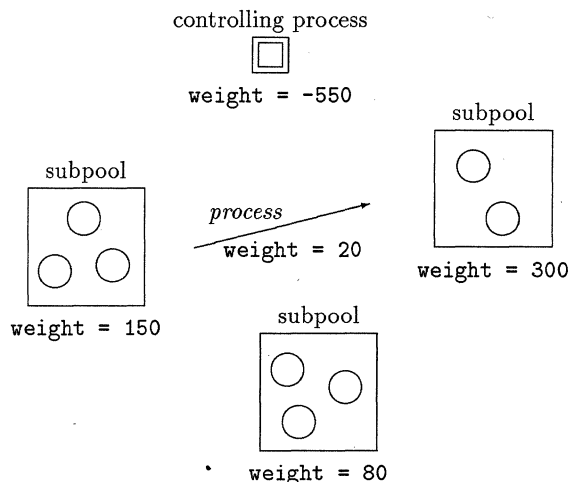 controlling process
weight = -550
subpool
subpool
process
weight = 20
weight = 300
weight = 150
subpool
weight = 80